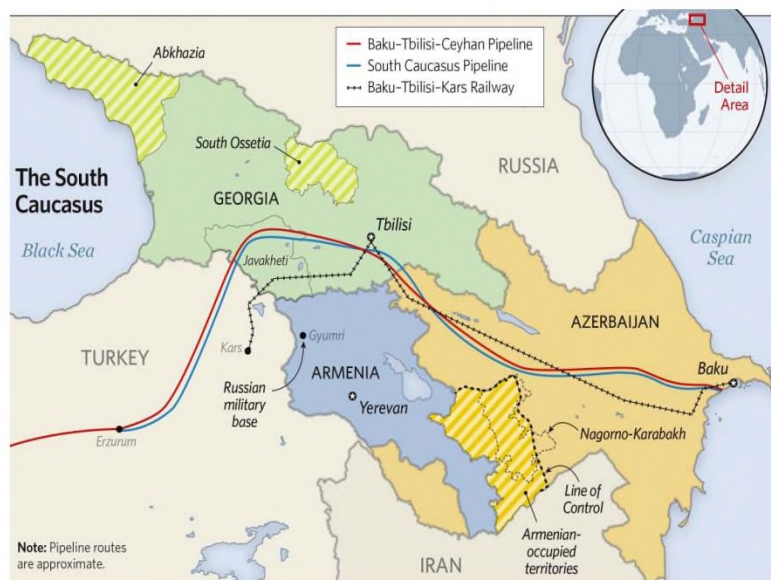 Abkhazia
Baku–Tbilisi–Ceyhan Pipeline
South Caucasus Pipeline
Baku–Tbilisi–Kars Railway
Detail
Area
South Ossetia
RUSSIA
The South
Caucasus
GEORGIA
Black Sea
Tbilisi
Caspian
Sea
Javakheti
AZERBAIJAN
TURKEY
Kars
Gyumri
Baku
Russian
military
base
ARMENIA
Yerevan
Erzurum
Nagorno-Karabakh
Line of
Control
Armenian-
occupied
territories
IRAN
Note: Pipeline routes
are approximate.